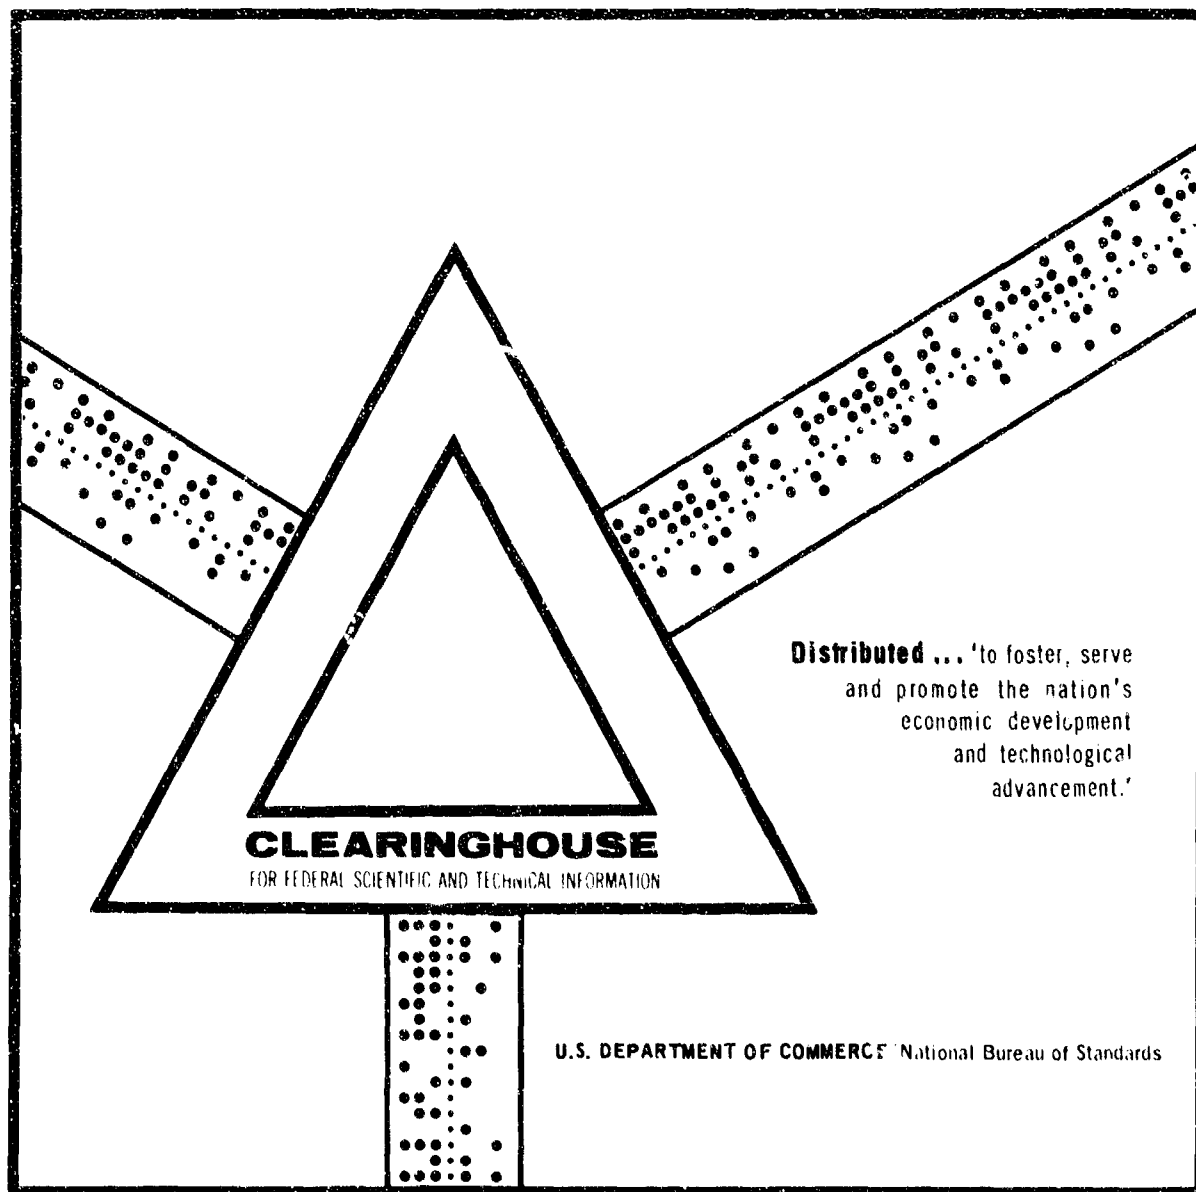 Distributed ... 'to foster, serve
and promote the nation's
economic development
and technological
advancement.'
CLEARINGHOUSE
FOR FEDERAL SCIENTIFIC AND TECHNICAL INFORMATION
U.S. DEPARTMENT OF COMMERCE National Bureau of Standards